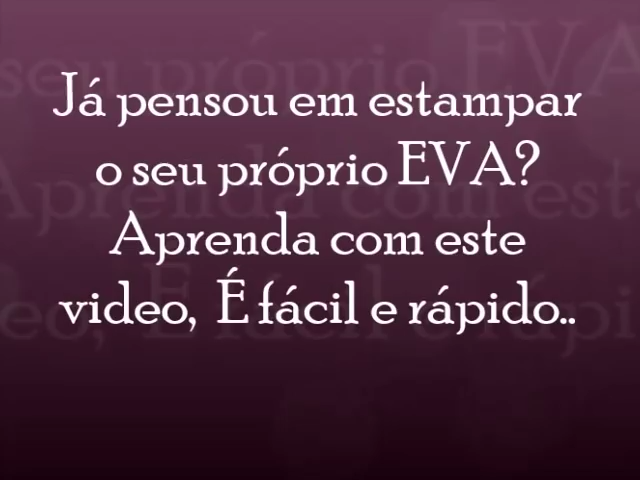 Já pensou em estampar
o seu próprio EVA?
Aprenda com este
video, É fácil e rápido..